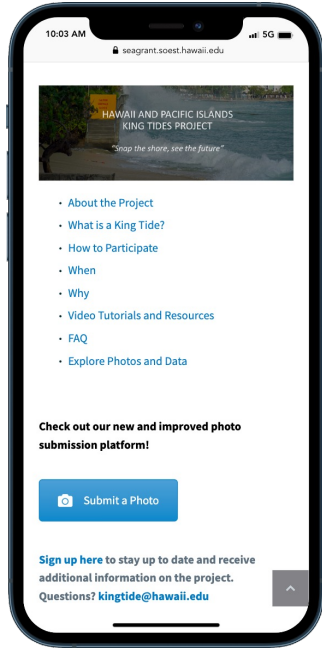 10:03 AM
5G
seagrant.soest.hawaii.edu
HAWAII AND PACIFIC ISLANDS
KING TIDES PROJECT
"Snap the shore, see the future"
• About the Project
• What is a King Tide?
• How to Participate
• When
• Why
• Video Tutorials and Resources
• FAQ
• Explore Photos and Data
Check out our new and improved photo
submission platform!
Submit a Photo
Sign up here to stay up to date and receive
additional information on the project.
Questions? kingtide@hawaii.edu